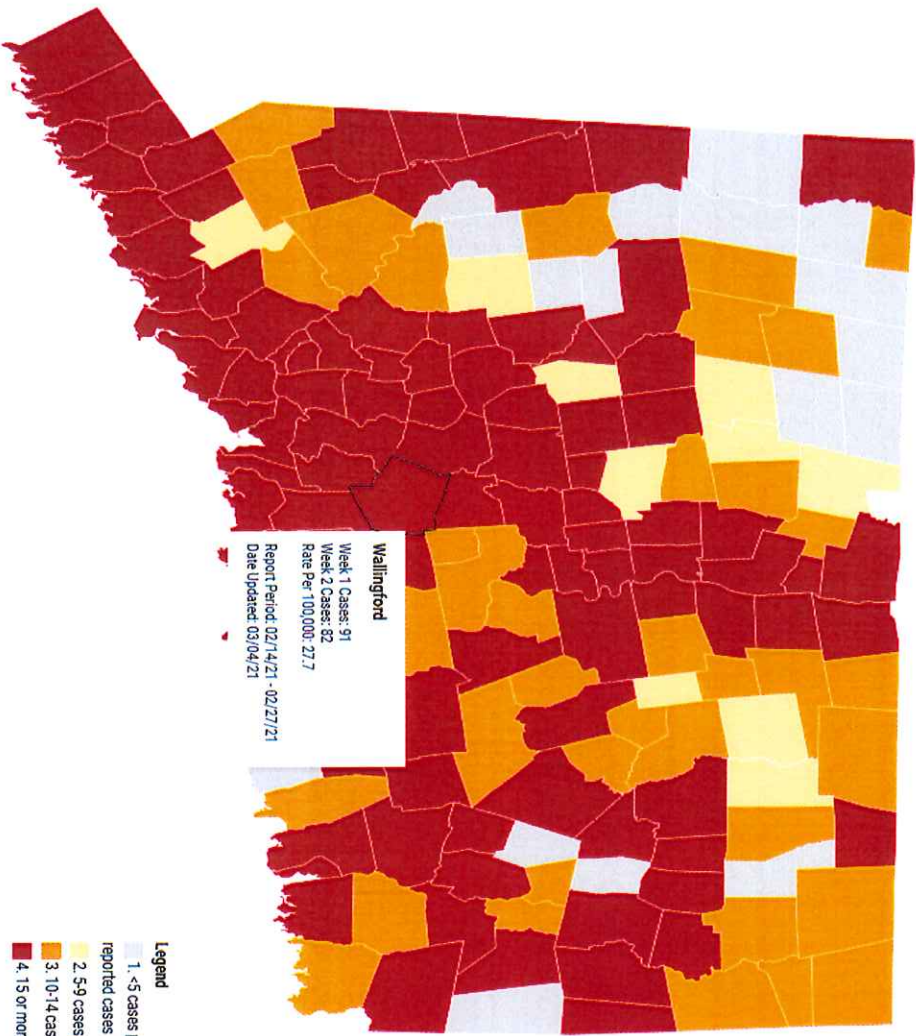 Wallingford
Week 1 Cases: 91
Week 2 Cases: 82
Rate Per 100,000: 27.7
Report Period: 02/14/21 - 02/27/21
Date Updated: 03/04/21
Legend
1. <5 cases
reported cases
2. 5-9 cases
3. 10-14 cas
4. 15 or mor